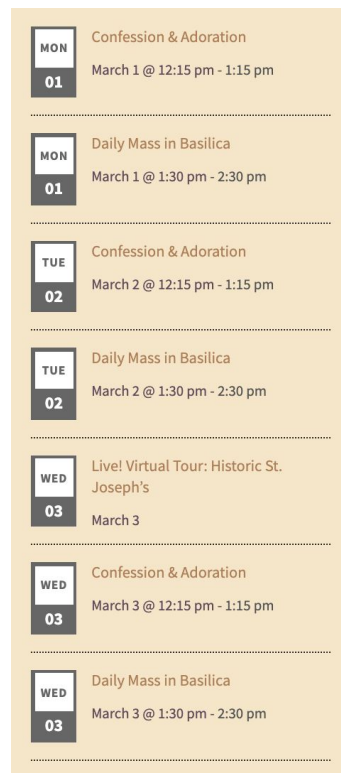 MON
01
Confession & Adoration
March 1 @ 12:15 pm - 1:15 pm
MON
01
Daily Mass in Basilica
March 1 @ 1:30 pm - 2:30 pm
TUE
02
Confession & Adoration
March 2 @ 12:15 pm - 1:15 pm
TUE
02
Daily Mass in Basilica
March 2 @ 1:30 pm - 2:30 pm
WED
03
Live! Virtual Tour: Historic St.
Joseph's
March 3
WED
03
Confession & Adoration
March 3 @ 12:15 pm - 1:15 pm
WED
03
Daily Mass in Basilica
March 3 @ 1:30 pm - 2:30 pm